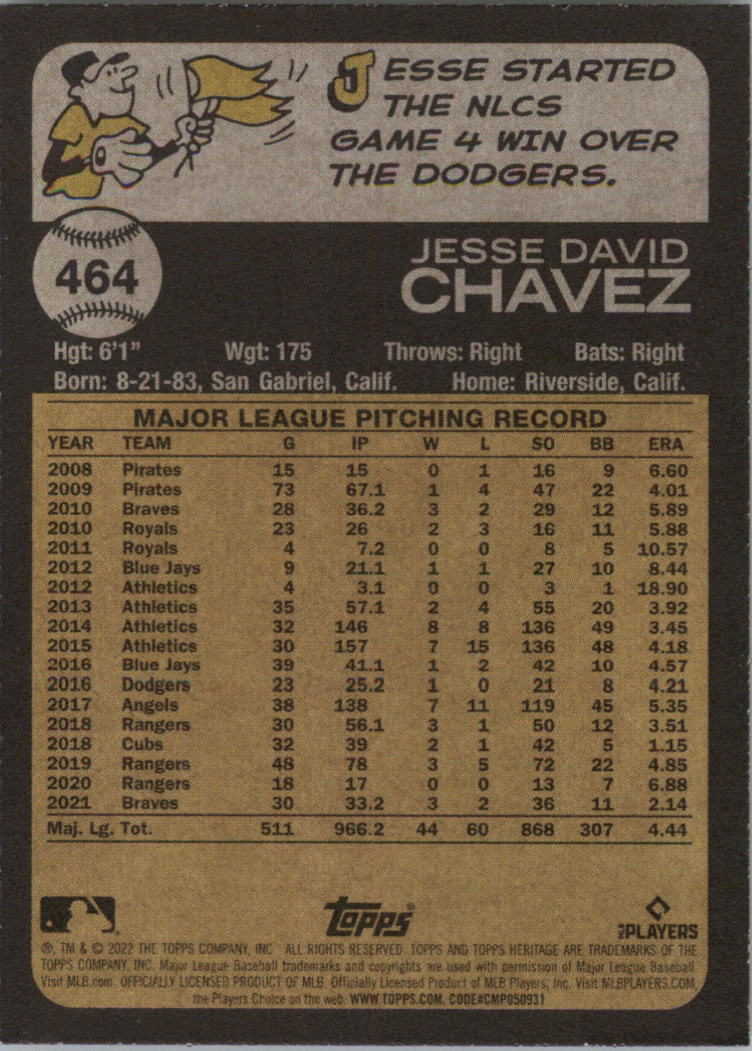 JESSE STARTED
THE NLCS
GAME 4 WIN OVER
THE DODGERS.
464
JESSE DAVID
CHAVEZ
Hgt: 6'1" Wgt: 175 Throws: Right Bats: Right
Born: 8-21-83, San Gabriel, Calif. Home: Riverside, Calif.
MAJOR LEAGUE PITCHING RECORD
YEAR TEAM G IP W L SO BB ERA
2008 Pirates 15 15 0 1 16 9 6.60
2009 Pirates 73 67.1 1 4 47 22 4.01
2010 Braves 28 36.2 3 2 29 12 5.89
2010 Royals 23 26 2 3 16 11 5.88
2011 Royals 4 7.2 0 0 8 5 10.57
2012 Blue Jays 9 21.1 1 1 27 10 8.44
2012 Athletics 4 3.1 0 0 3 1 18.90
2013 Athletics 35 57.1 2 4 55 20 3.92
2014 Athletics 32 146 8 8 136 49 3.45
2015 Athletics 30 157 7 15 136 48 4.18
2016 Blue Jays 39 41.1 1 2 42 10 4.57
2016 Dodgers 23 25.2 1 0 21 8 4.21
2017 Angels 38 138 7 11 119 45 5.35
2018 Rangers 30 56.1 3 1 50 12 3.51
2018 Cubs 32 39 2 1 42 5 1.15
2019 Rangers 48 78 3 5 72 22 4.85
2020 Rangers 18 17 0 0 13 7 6.88
2021 Braves 30 33.2 3 2 36 11 2.14
Maj. Lg. Tot. 511 966.2 44 60 868 307 4.44
Topps
PLAYERS
®, TM & © 2022 THE TOPPS COMPANY, INC. ALL RIGHTS RESERVED. TOPPS AND TOPPS HERITAGE ARE TRADEMARKS OF THE
TOPPS COMPANY, INC. Major League Baseball trademarks and copyrights are used with permission of Major League Baseball.
Visit MLB.com. OFFICIALLY LICENSED PRODUCT OF MLB Players, Inc. Visit MLBPLAYERS.COM,
the Players Choice on the web. WWW.TOPPS.COM. CODE#CMP050931